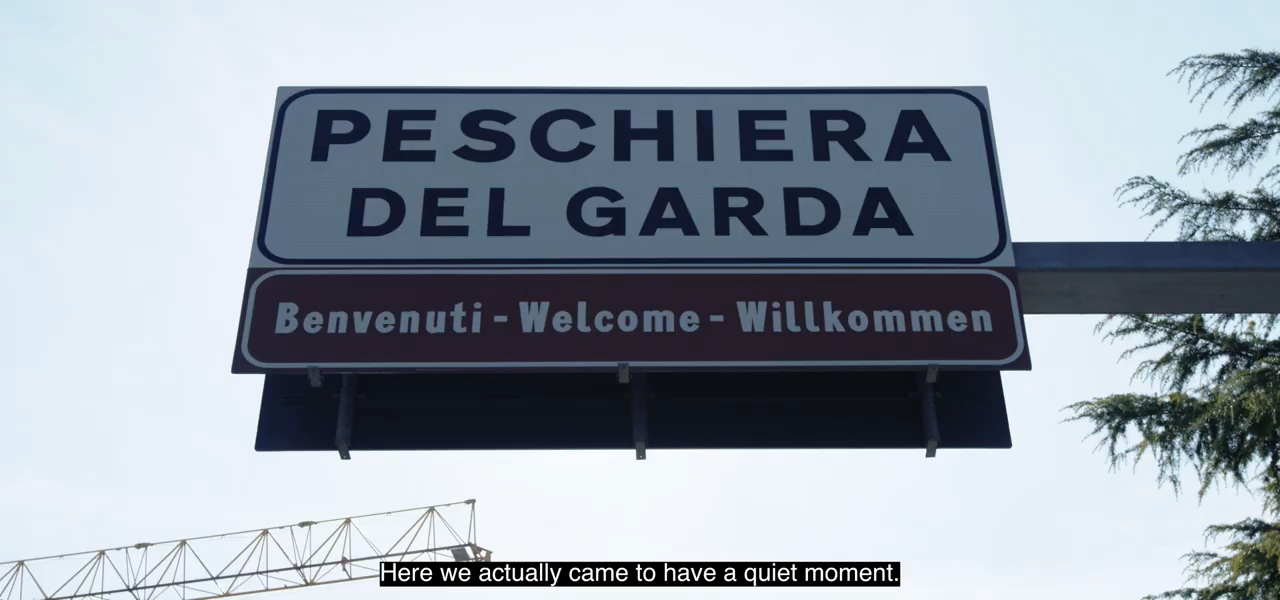 PESCHIERA
DEL GARDA
Benvenuti - Welcome - Willkommen
Here we actually came to have a quiet moment.